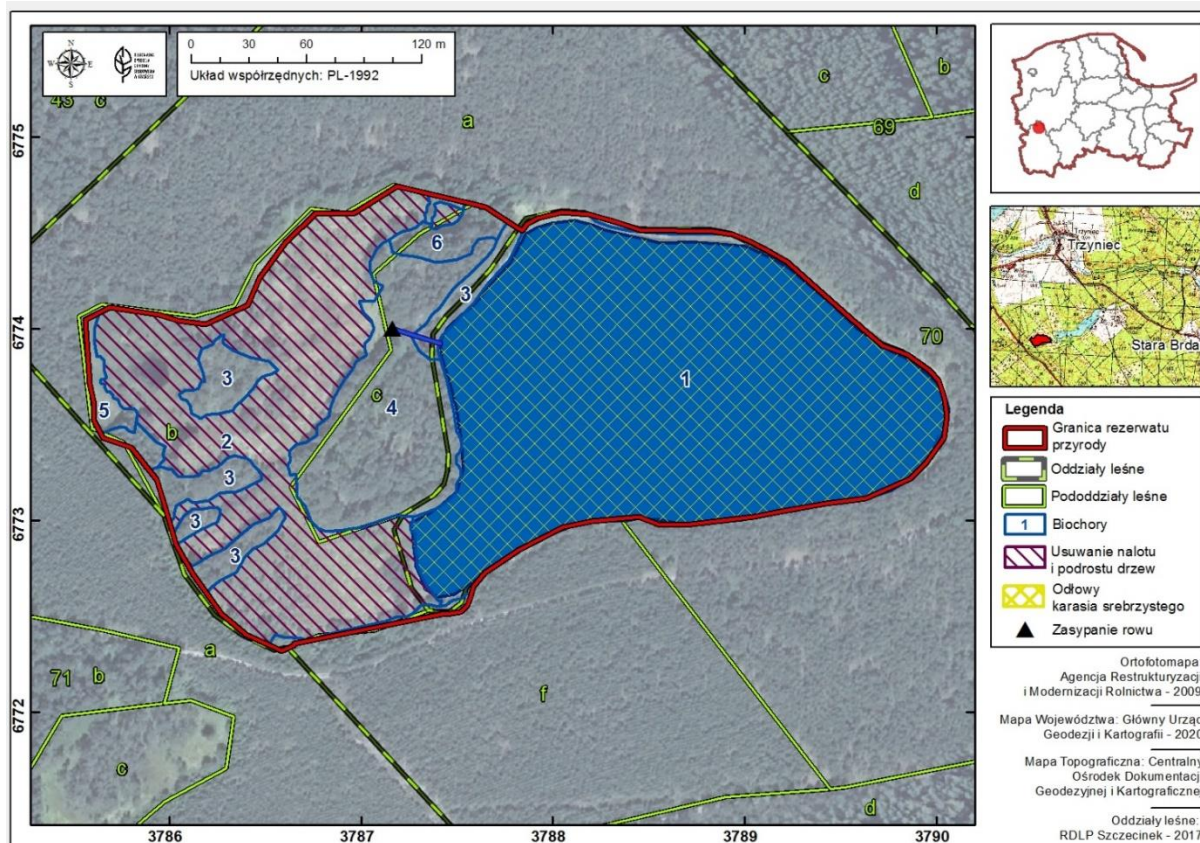 N
W E
S
0 30 60 120 m
Układ współrzędnych: PL-1992
43 c
a
c
b
69
d
6775
6774
6773
6772
6
3
70
1
3
c
4
5
b
2
3
3
3
a
71 b
c
f
d
3786 3787 3788 3789 3790
Trzyniec
Trzyniec
Stara Brda
Legenda
Granica rezerwatu
przyrody
Oddziały leśne
Pododdziały leśne
1 Biochory
Usuwanie nalotu
i podrostu drzew
Odłowy
karasia srebrzystego
Zasypanie rowu
Ortofotomapa:
Agencja Restrukturyzacji
i Modernizacji Rolnictwa - 2009
Mapa Województwa: Główny Urząd
Geodezji i Kartografii - 2020
Mapa Topograficzna: Centralny
Ośrodek Dokumentacji
Geodezyjnej i Kartograficznej
Oddziały leśne:
RDLP Szczecinek - 2017